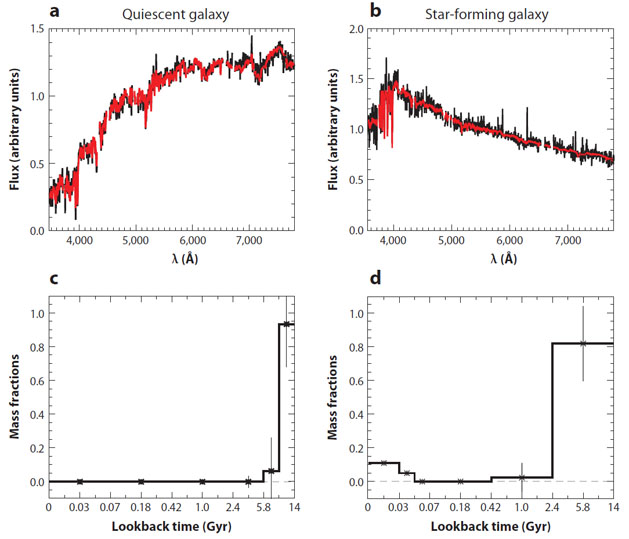 a Quiescent galaxy
1.5
1.0
0.5
0.0
Flux (arbitrary units)
4,000 5,000 6,000 7,000
λ (Å)
b Star-forming galaxy
2.0
1.5
1.0
0.5
0.0
Flux (arbitrary units)
4,000 5,000 6,000 7,000
λ (Å)
c
1.0
0.8
0.6
0.4
0.2
0.0
Mass fractions
0 0.03 0.07 0.18 0.42 1.0 2.4 5.8 14
Lookback time (Gyr)
d
1.0
0.8
0.6
0.4
0.2
0.0
Mass fractions
0 0.03 0.07 0.18 0.42 1.0 2.4 5.8 14
Lookback time (Gyr)